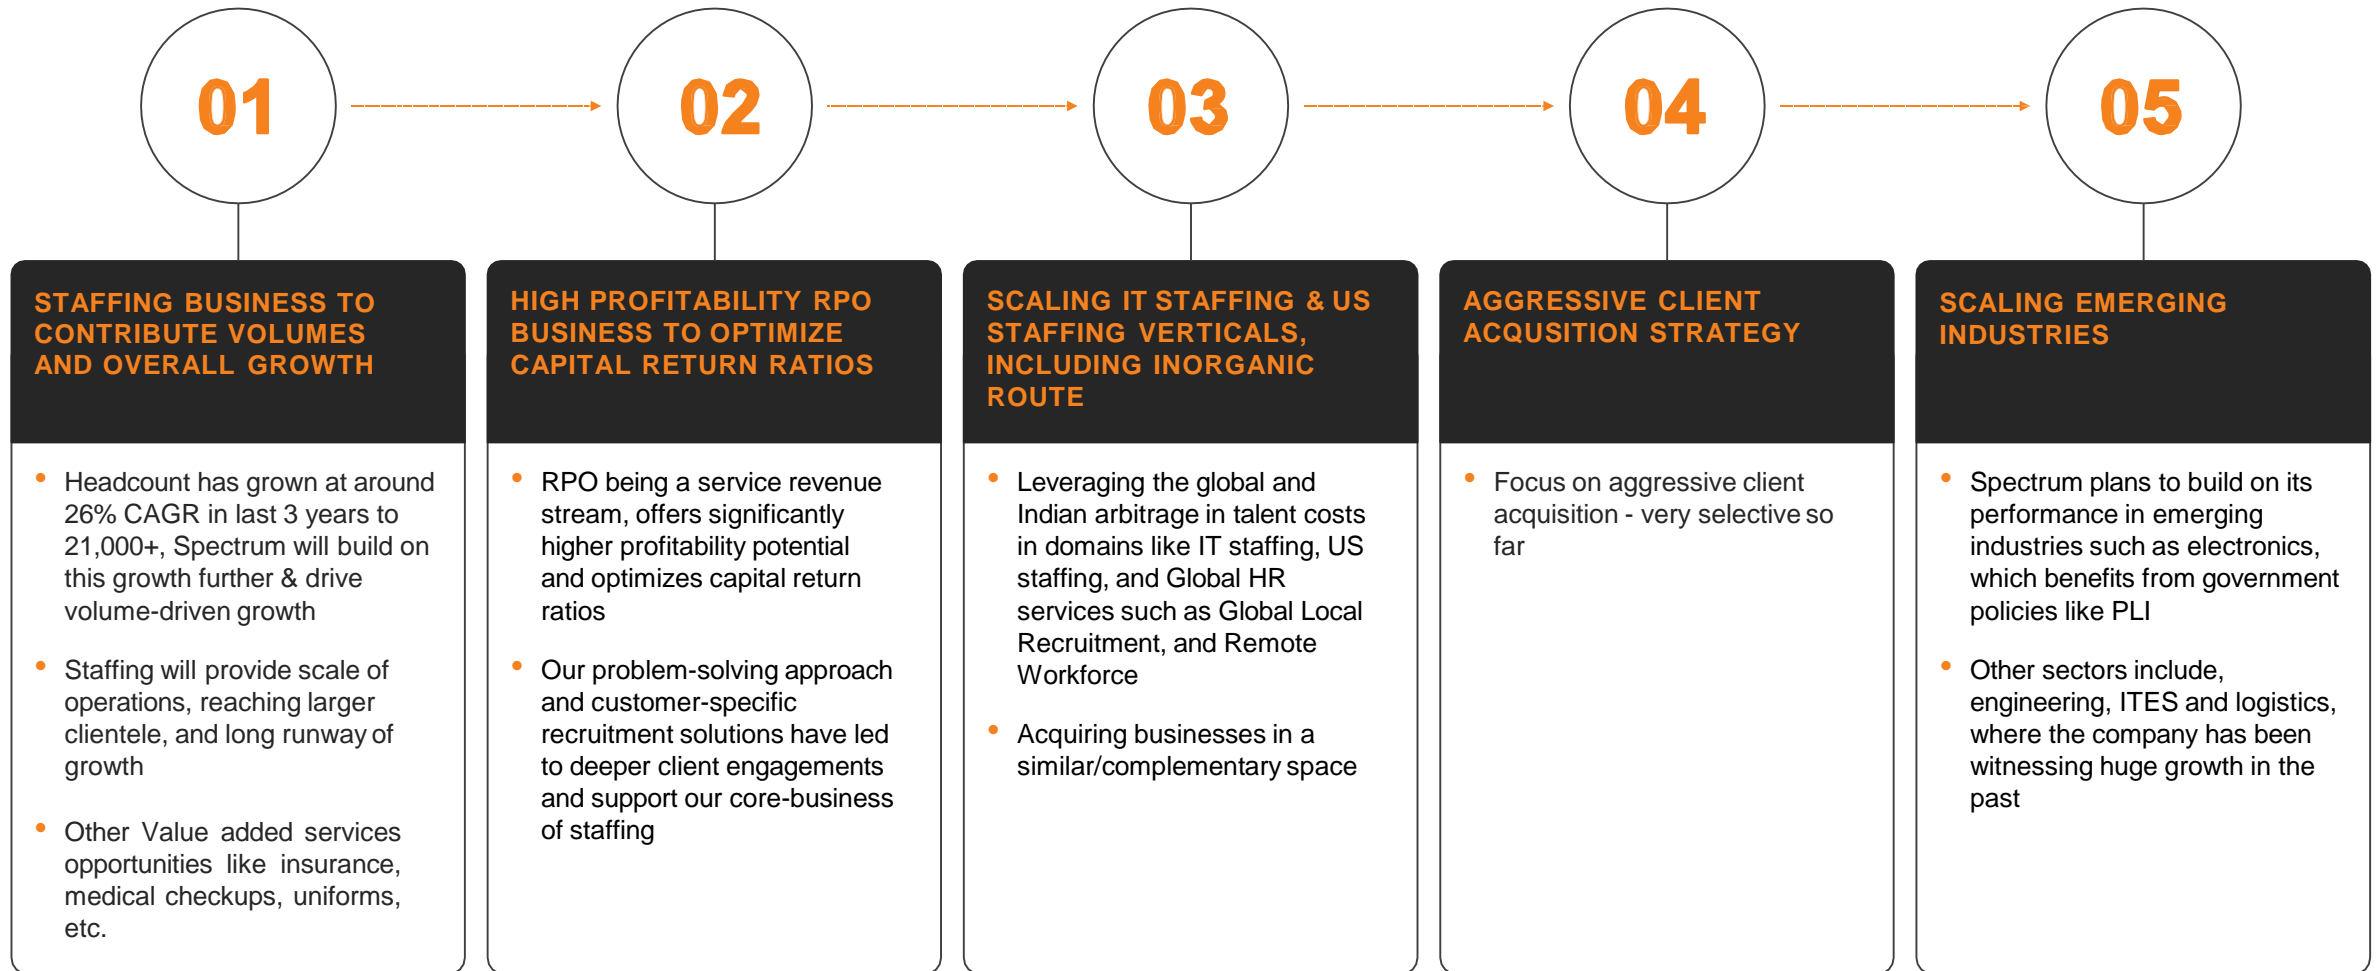 01
02
03
04
05
STAFFING BUSINESS TO
CONTRIBUTE VOLUMES
AND OVERALL GROWTH
• Headcount has grown at around
26% CAGR in last 3 years to
21,000+, Spectrum will build on
this growth further & drive
volume-driven growth
• Staffing will provide scale of
operations, reaching larger
clientele, and long runway of
growth
• Other Value added services
opportunities like insurance,
medical checkups, uniforms,
etc.
HIGH PROFITABILITY RPO
BUSINESS TO OPTIMIZE
CAPITAL RETURN RATIOS
• RPO being a service revenue
stream, offers significantly
higher profitability potential
and optimizes capital return
ratios
• Our problem-solving approach
and customer-specific
recruitment solutions have led
to deeper client engagements
and support our core-business
of staffing
SCALING IT STAFFING & US
STAFFING VERTICALS,
INCLUDING INORGANIC
ROUTE
• Leveraging the global and
Indian arbitrage in talent costs
in domains like IT staffing, US
staffing, and Global HR
services such as Global Local
Recruitment, and Remote
Workforce
• Acquiring businesses in a
similar/complementary space
AGGRESSIVE CLIENT
ACQUSITION STRATEGY
• Focus on aggressive client
acquisition - very selective so
far
SCALING EMERGING
INDUSTRIES
• Spectrum plans to build on its
performance in emerging
industries such as electronics,
which benefits from government
policies like PLI
• Other sectors include,
engineering, ITES and logistics,
where the company has been
witnessing huge growth in the
past